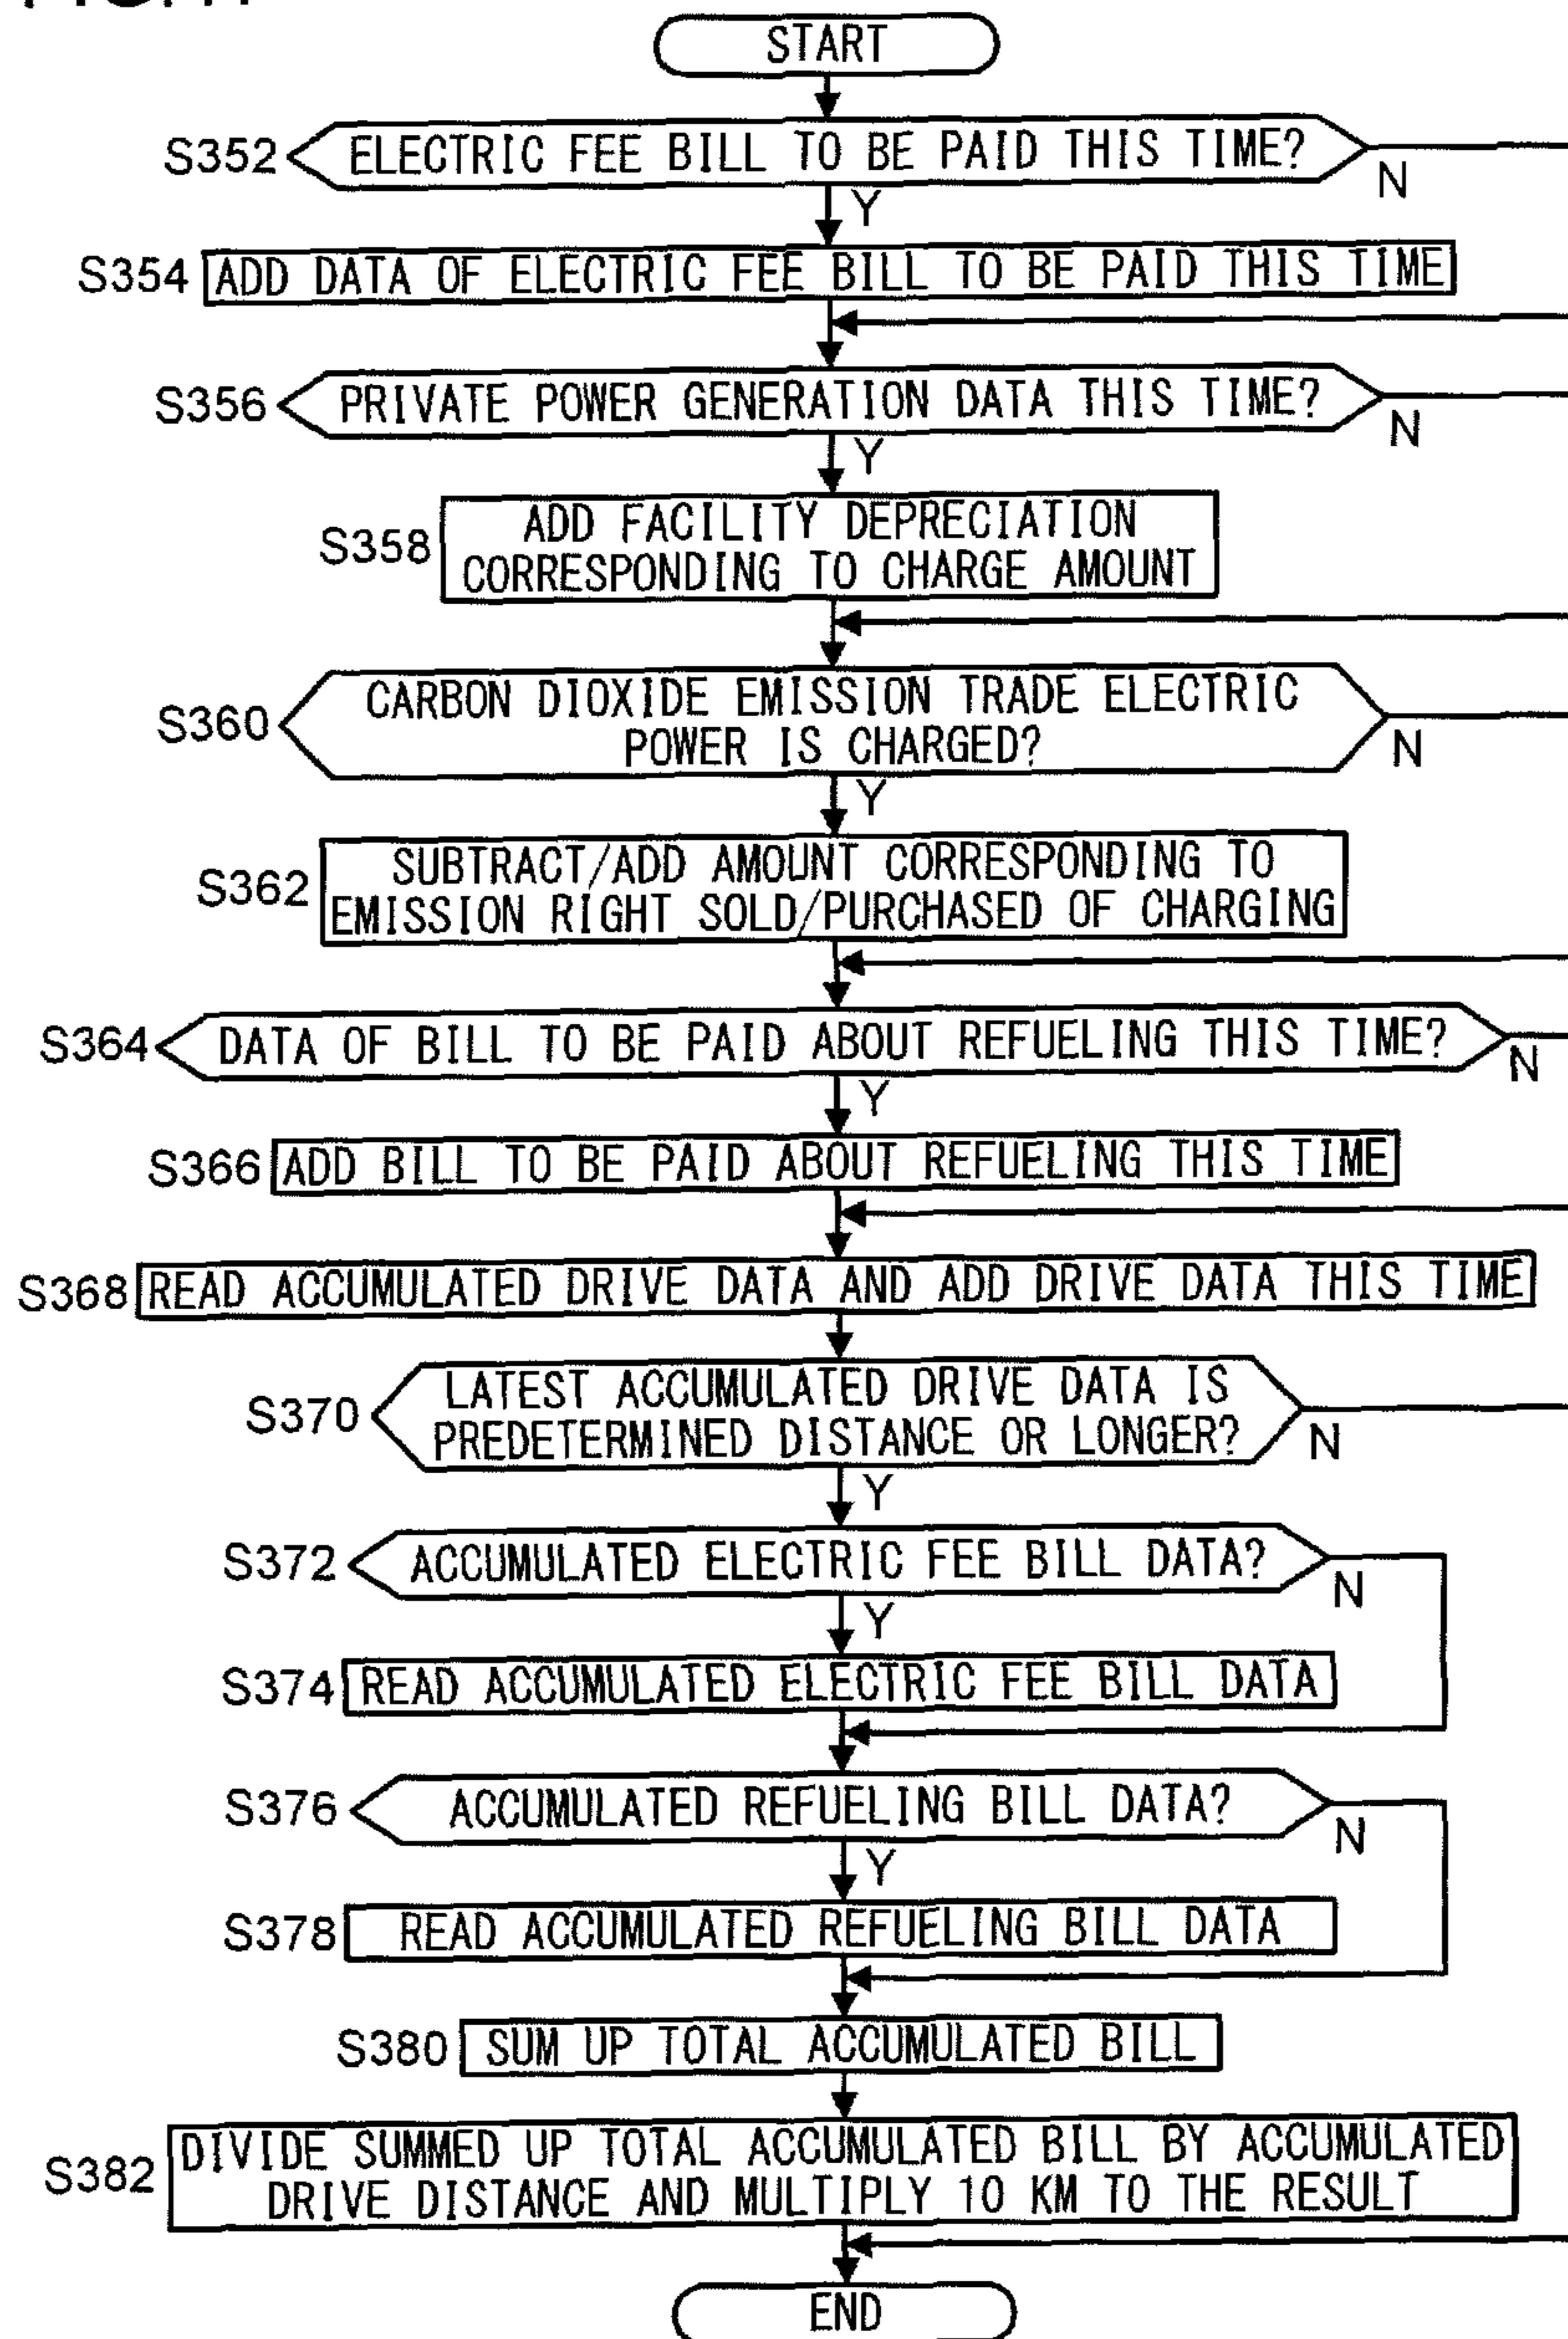 START
S352 ELECTRIC FEE BILL TO BE PAID THIS TIME?
N
Y
S354 ADD DATA OF ELECTRIC FEE BILL TO BE PAID THIS TIME
S356 PRIVATE POWER GENERATION DATA THIS TIME?
N
Y
S358 ADD FACILITY DEPRECIATION
CORRESPONDING TO CHARGE AMOUNT
S360 CARBON DIOXIDE EMISSION TRADE ELECTRIC
POWER IS CHARGED?
N
Y
S362 SUBTRACT/ADD AMOUNT CORRESPONDING TO
EMISSION RIGHT SOLD/PURCHASED OF CHARGING
S364 DATA OF BILL TO BE PAID ABOUT REFUELING THIS TIME?
N
Y
S366 ADD BILL TO BE PAID ABOUT REFUELING THIS TIME
S368 READ ACCUMULATED DRIVE DATA AND ADD DRIVE DATA THIS TIME
S370 LATEST ACCUMULATED DRIVE DATA IS
PREDETERMINED DISTANCE OR LONGER?
N
Y
S372 ACCUMULATED ELECTRIC FEE BILL DATA?
N
Y
S374 READ ACCUMULATED ELECTRIC FEE BILL DATA
S376 ACCUMULATED REFUELING BILL DATA?
N
Y
S378 READ ACCUMULATED REFUELING BILL DATA
S380 SUM UP TOTAL ACCUMULATED BILL
S382 DIVIDE SUMMED UP TOTAL ACCUMULATED BILL BY ACCUMULATED
DRIVE DISTANCE AND MULTIPLY 10 KM TO THE RESULT
END